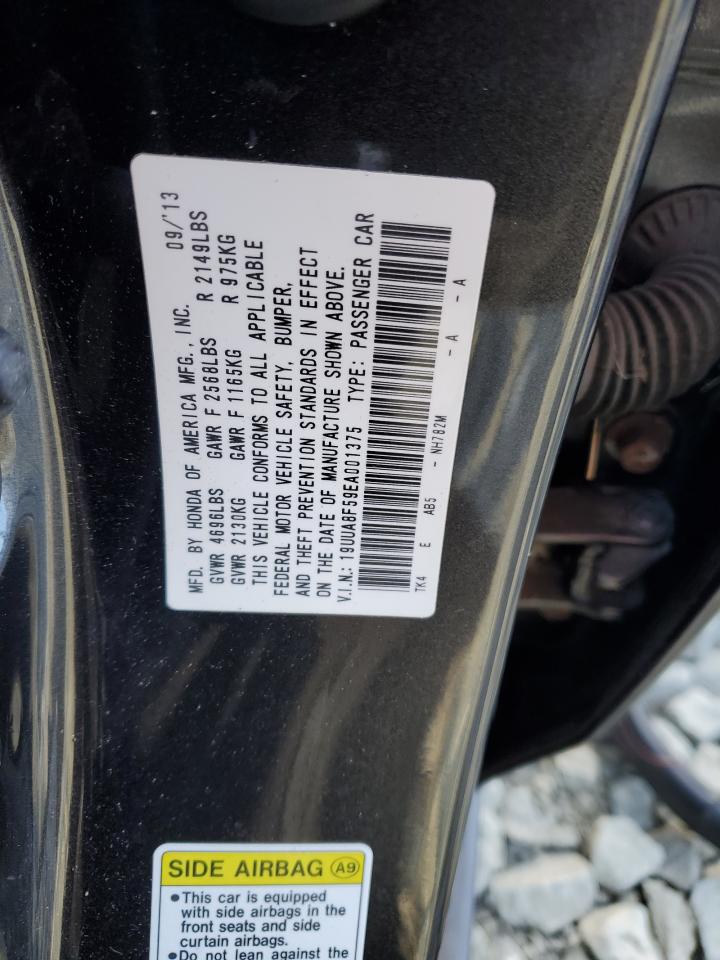 MFD. BY HONDA OF AMERICA MFG., INC. 09/'13
GVWR 4696LBS GAWR F 2568LBS R 2149LBS
GVWR 2130KG GAWR F 1165KG R 975KG
THIS VEHICLE CONFORMS TO ALL APPLICABLE
FEDERAL MOTOR VEHICLE SAFETY, BUMPER,
AND THEFT PREVENTION STANDARDS IN EFFECT
ON THE DATE OF MANUFACTURE SHOWN ABOVE.
V.I.N.: 19UUA8F59EA001375 TYPE: PASSENGER CAR
TK4 E AB5 - NH782M - A - A
SIDE AIRBAG A9
•This car is equipped
with side airbags in the
front seats and side
curtain airbags.
•Do not lean against the